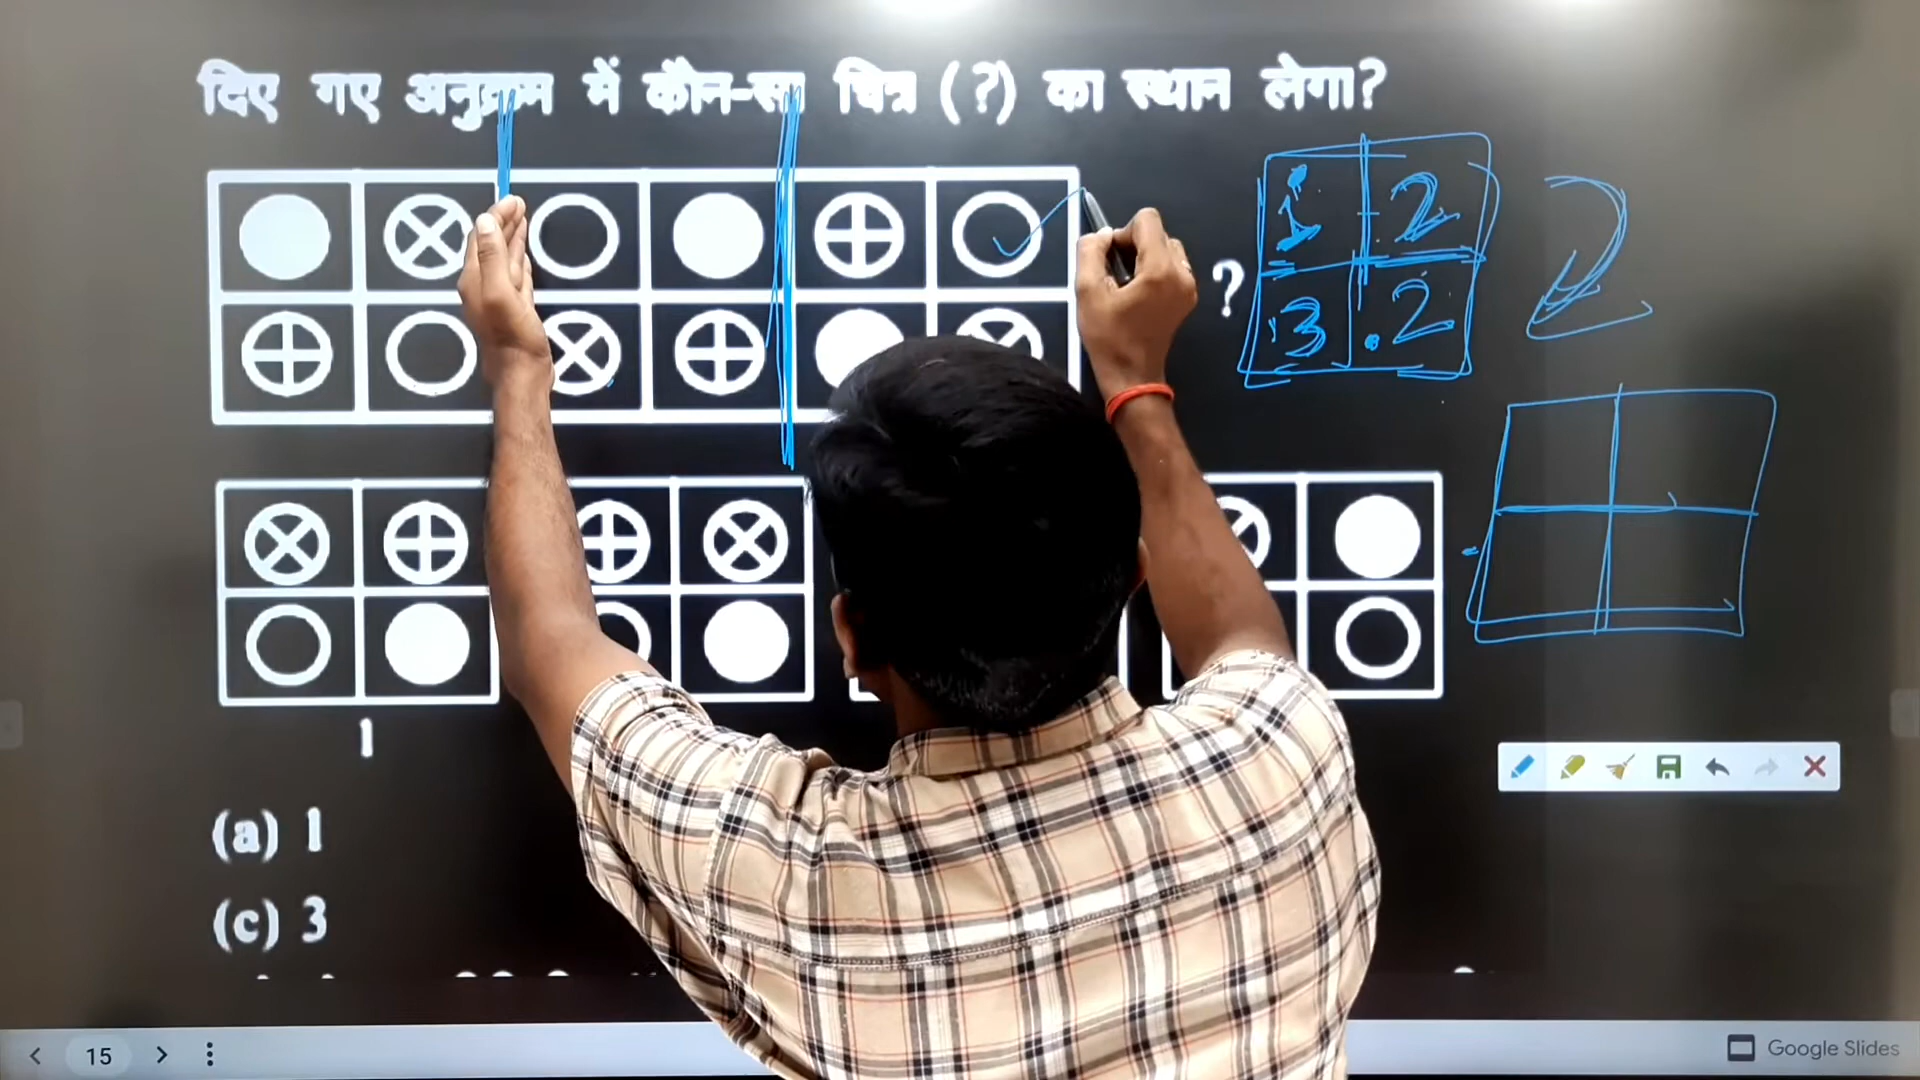 दिए गए अनुक्रम में कौन-सा चित्र (?) का स्थान लेगा?
?
1 2
3 2
2
1
(a) 1
(c) 3
15
Google Slides